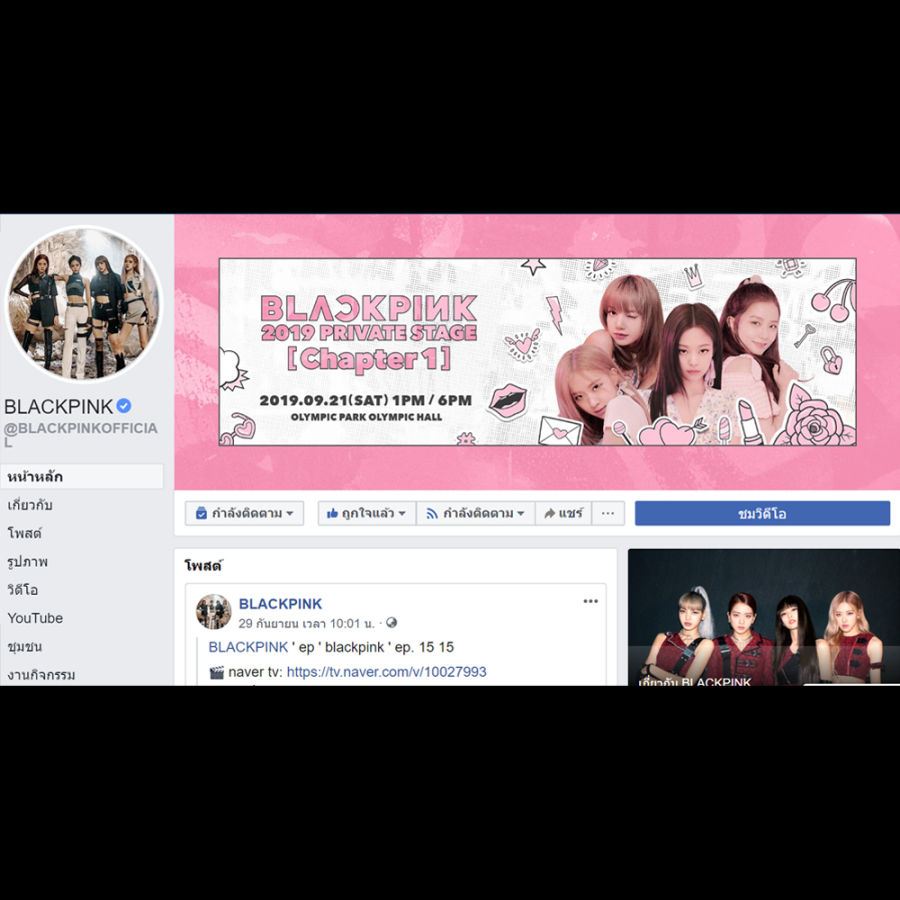 BLACKPINK
2019 PRIVATE STAGE
[Chapter 1]
2019.09.21(SAT) 1PM / 6PM
OLYMPIC PARK OLYMPIC HALL
BLACKPINK
@BLACKPINKOFFICIA
L
หน้าหลัก
เกี่ยวกับ
โพสต์
รูปภาพ
วิดีโอ
YouTube
ชุมชน
งานกิจกรรม
กำลังติดตาม
ถูกใจแล้ว
กำลังติดตาม
แชร์
...
ชมวิดีโอ
โพสต์
BLACKPINK
29 กันยายน เวลา 10:01 น. ·
BLACKPINK ' ep ' blackpink ' ep. 15 15
naver tv: https://tv.naver.com/v/10027993
เกี่ยวกับ BLACKPINK